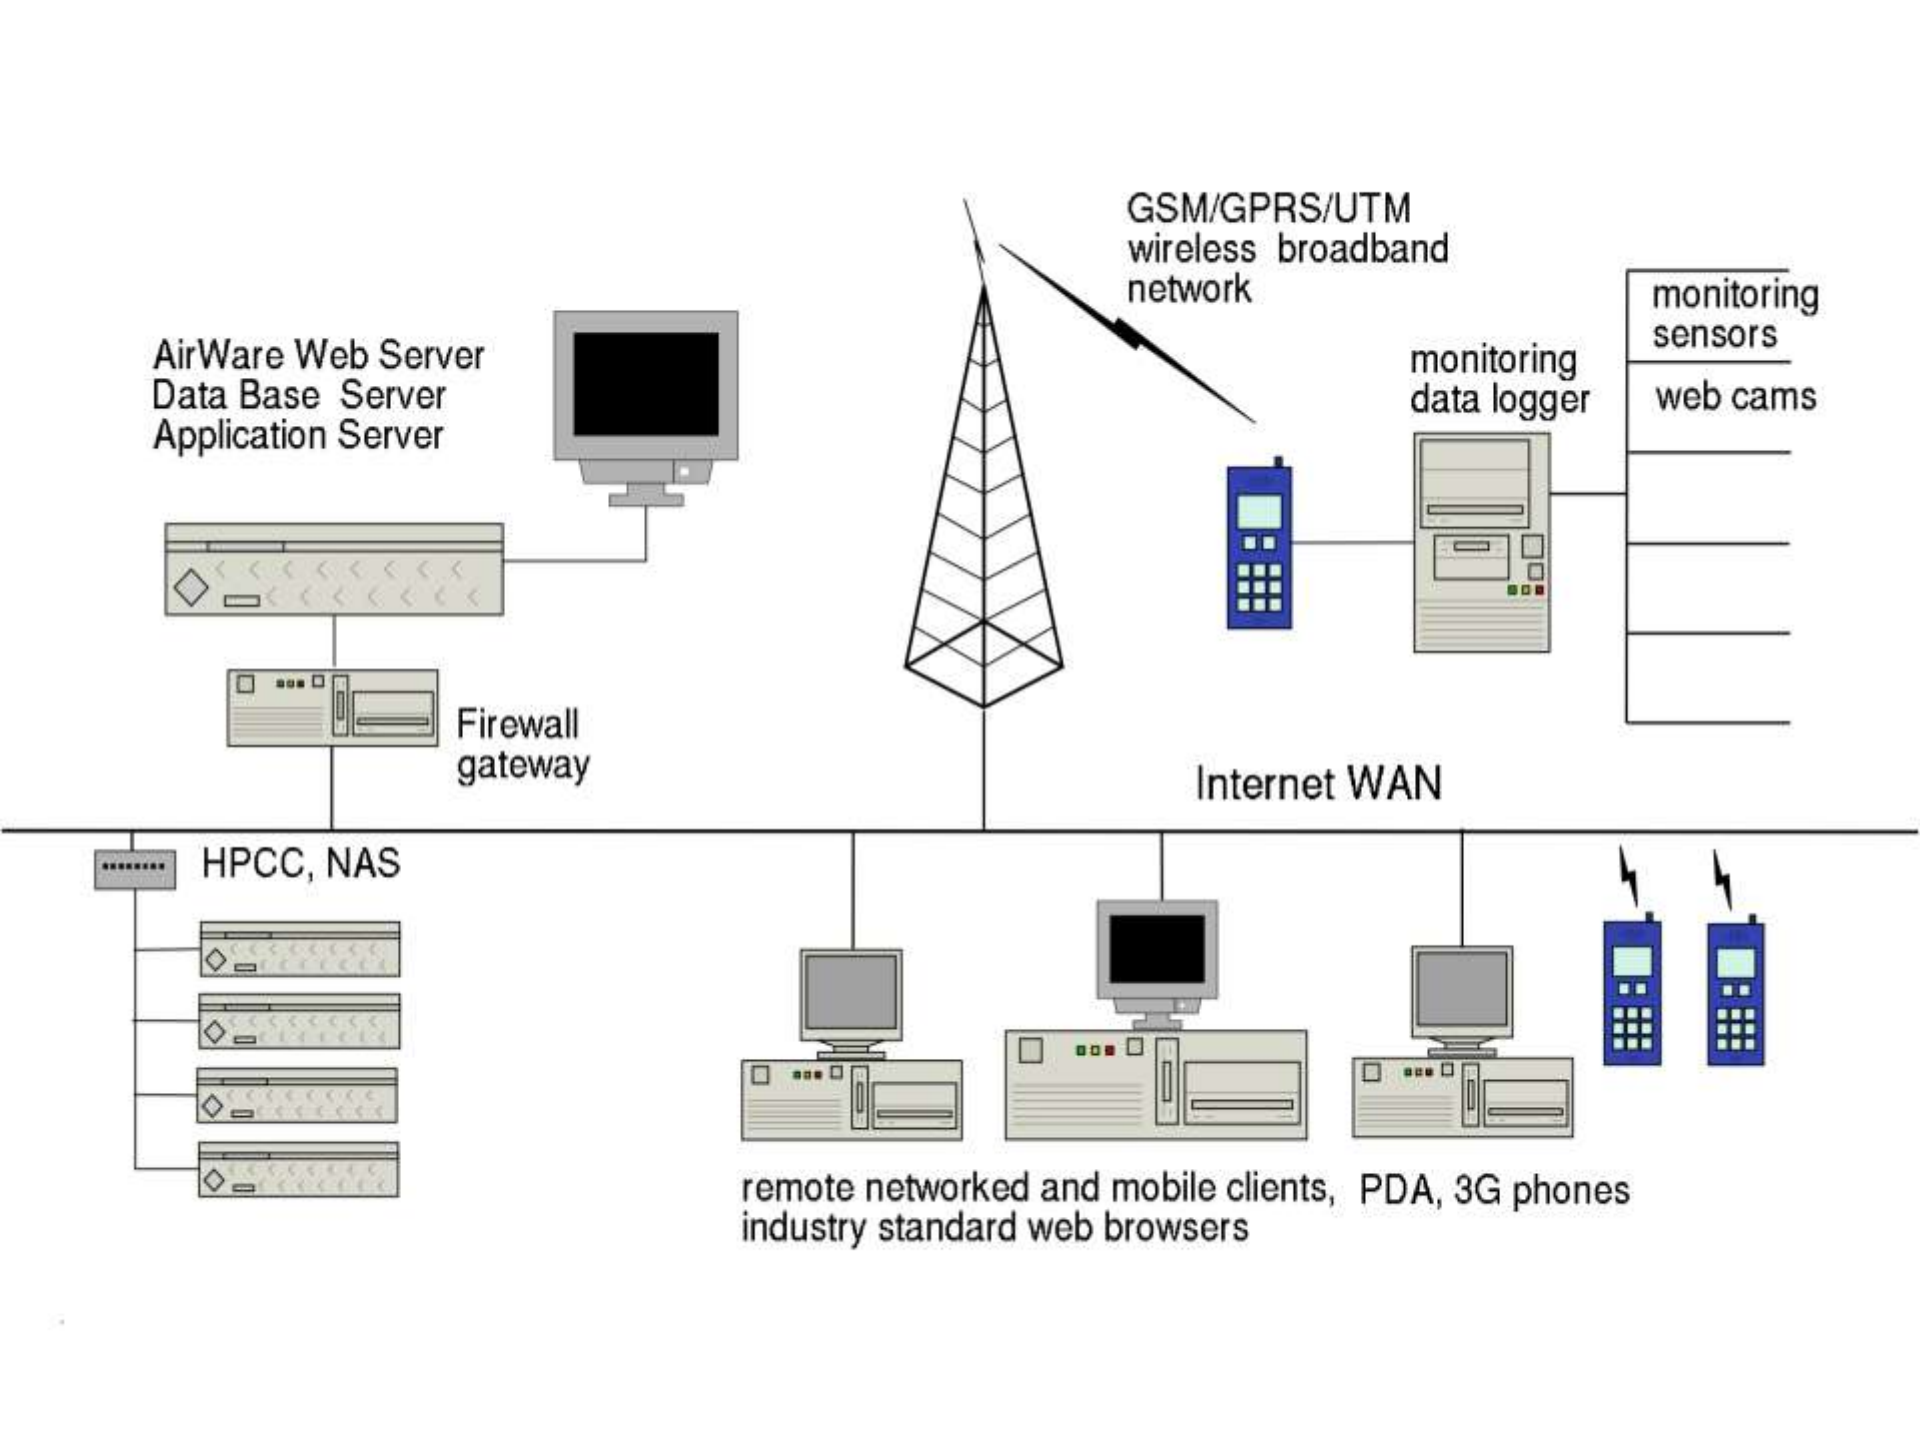 GSM/GPRS/UTM
wireless broadband
network
AirWare Web Server
Data Base Server
Application Server
monitoring
data logger
monitoring
sensors
web cams
Firewall
gateway
Internet WAN
HPCC, NAS
remote networked and mobile clients, PDA, 3G phones
industry standard web browsers